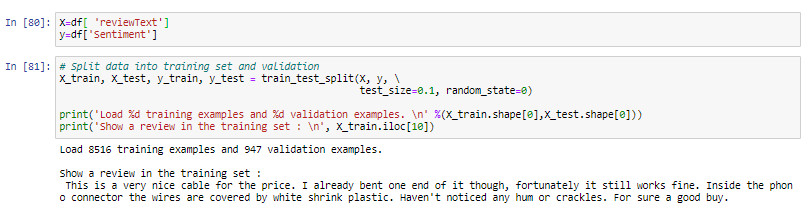 In [80]: X=df[ 'reviewText']
y=df['Sentiment']
In [81]: # Split data into training set and validation
X_train, X_test, y_train, y_test = train_test_split(X, y, \
test_size=0.1, random_state=0)
print('Load %d training examples and %d validation examples. \n' %(X_train.shape[0],X_test.shape[0]))
print('Show a review in the training set : \n', X_train.iloc[10])
Load 8516 training examples and 947 validation examples.
Show a review in the training set :
This is a very nice cable for the price. I already bent one end of it though, fortunately it still works fine. Inside the phon
o connector the wires are covered by white shrink plastic. Haven't noticed any hum or crackles. For sure a good buy.